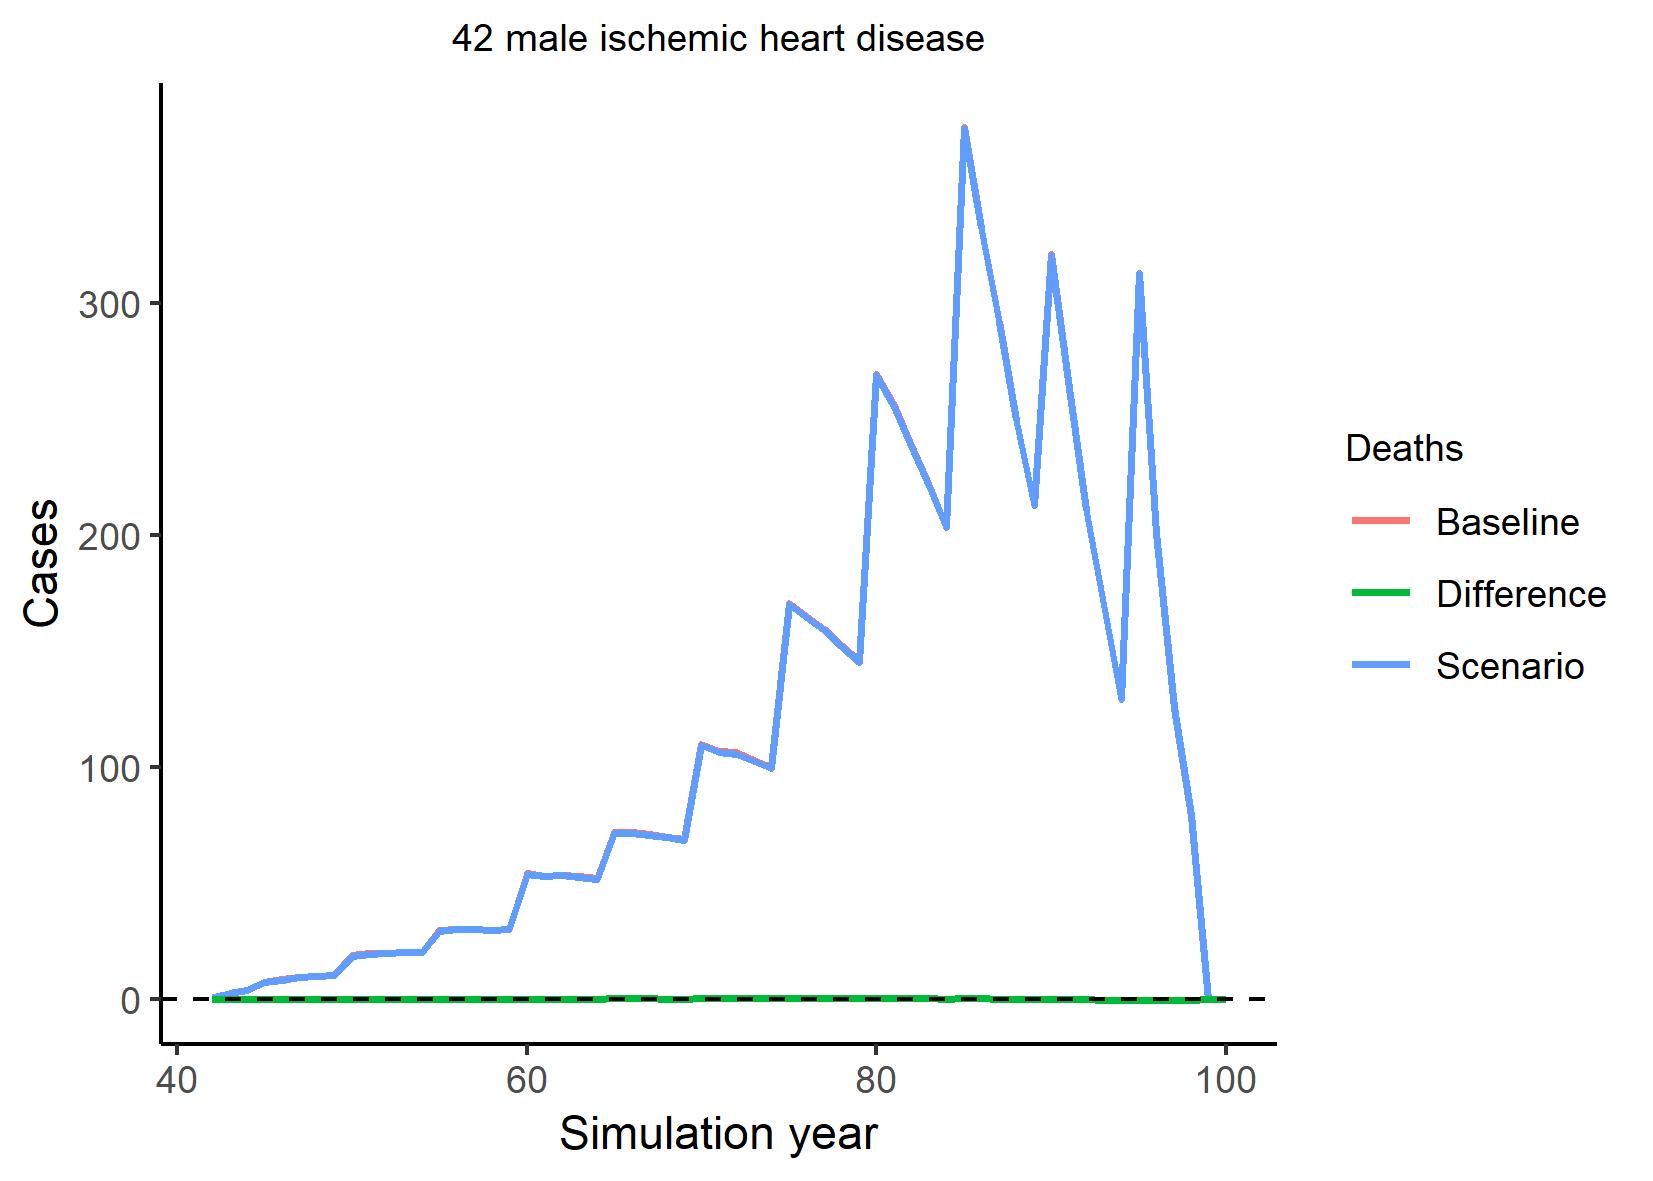 42 male ischemic heart disease
Cases
300
200
100
0
40 60 80 100
Simulation year
Deaths
Baseline
Difference
Scenario